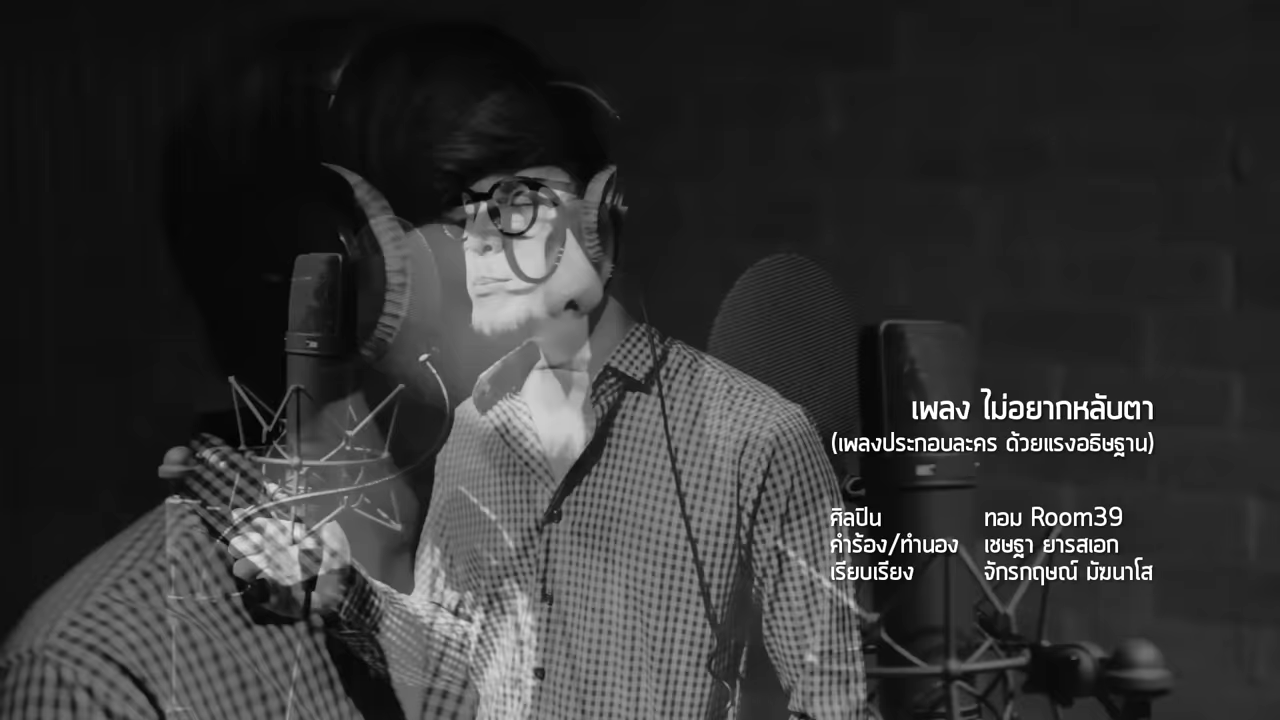 เพลง ไม่อยากหลับตา
(เพลงประกอบละคร ด้วยแรงอธิษฐาน)
ศิลปิน ทอม Room39
คำร้อง/ทำนอง เชษฐา ยารสเอก
เรียบเรียง จักรกฤษณ์ มัฆนาโส